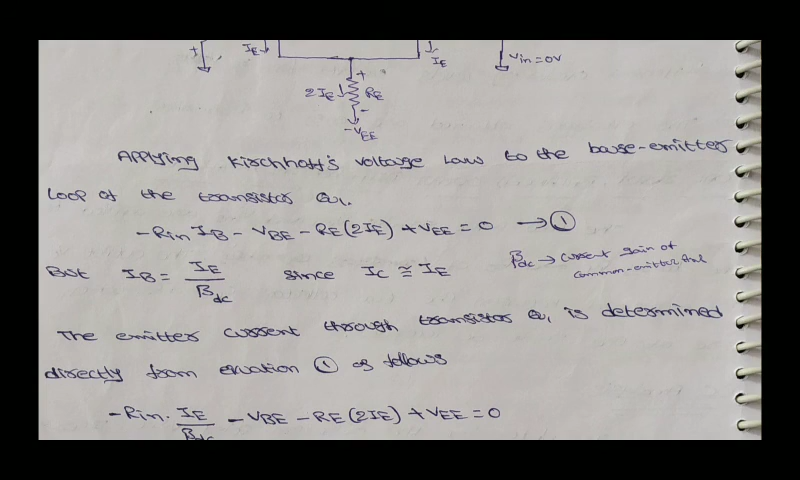 + IE IE Vin=0V
+
2IE RE
-
-VEE
Applying Kirchhoff's voltage law to the base-emitter
loop of the transistor Q1.
-Rin IB - VBE - RE(2IE) + VEE = 0 → ①
But IB = IE/βdc since IC ≅ IE
βdc → current gain of
common-emitter
The emitter current through transistor Q1 is determined
directly from equation ① as follows
-Rin. IE/βdc - VBE - RE(2IE) + VEE = 0